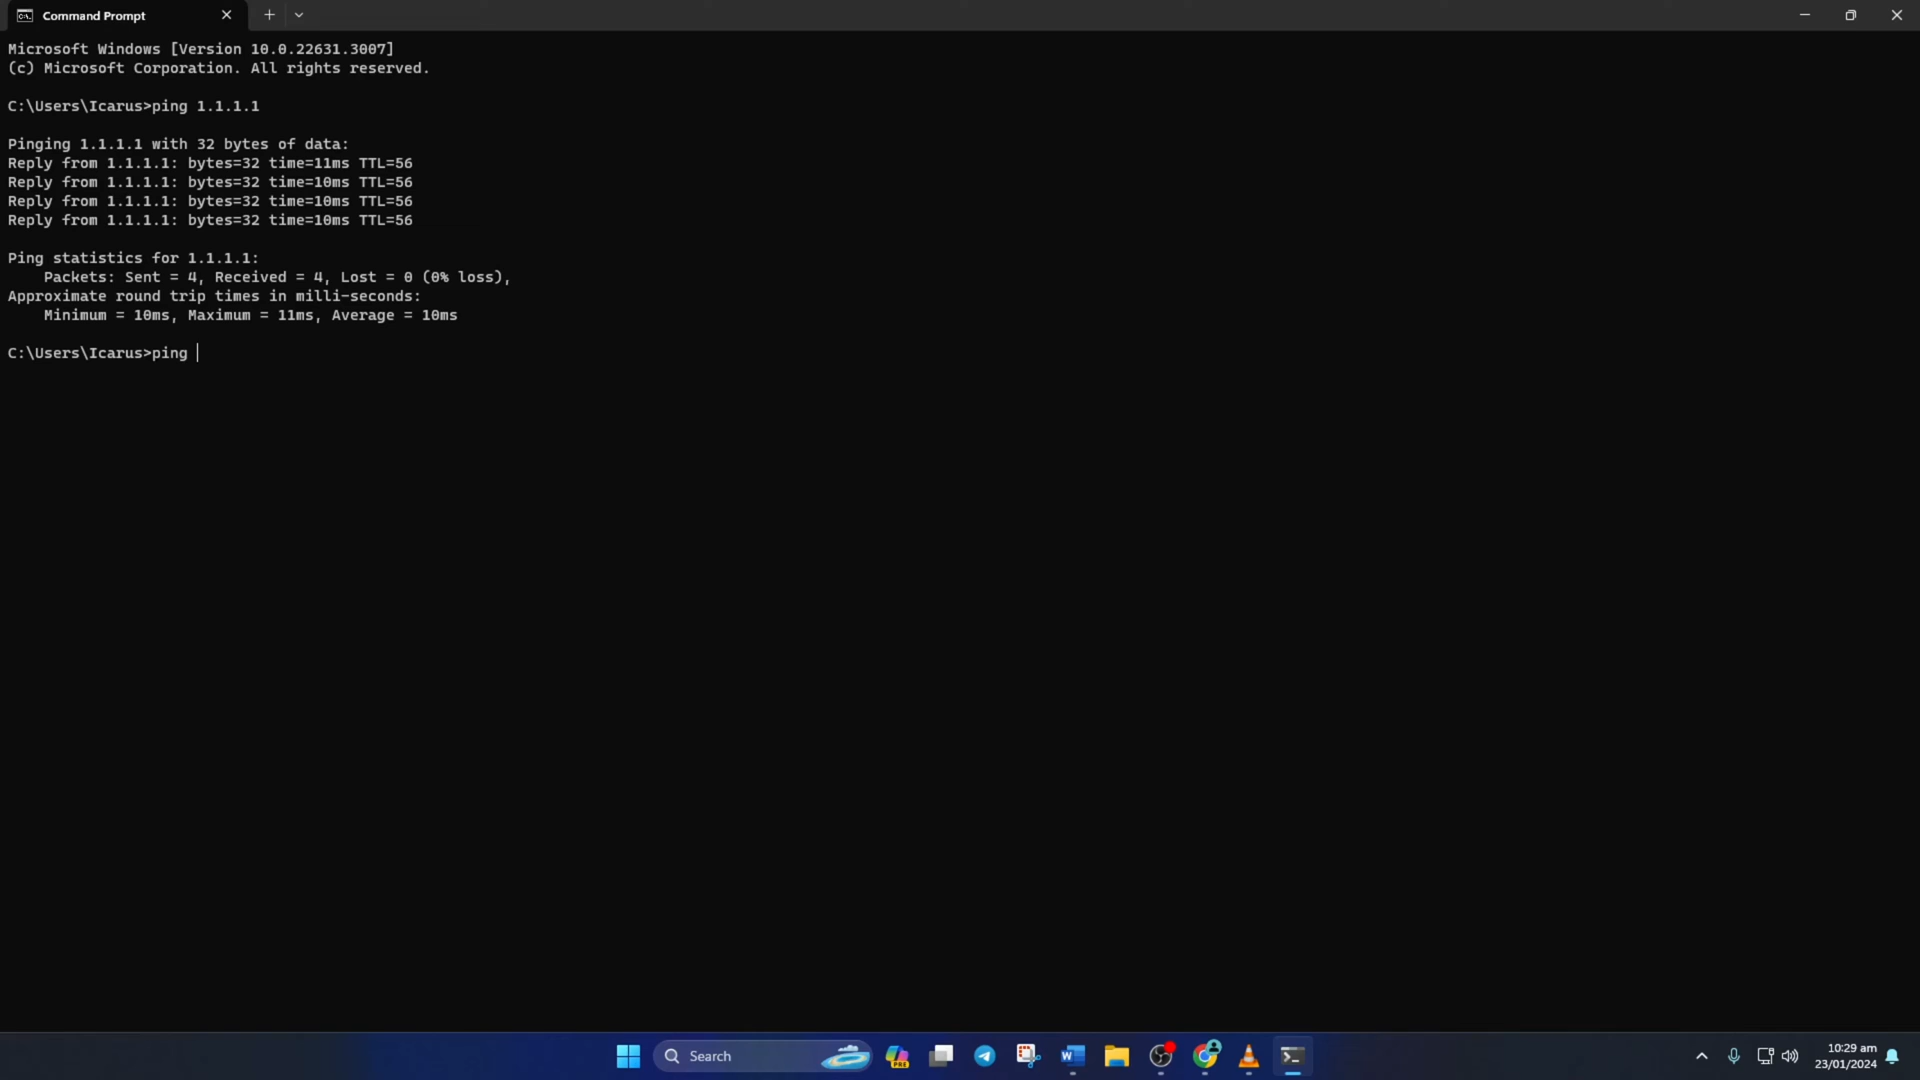 Command Prompt
Microsoft Windows [Version 10.0.22631.3007]
(c) Microsoft Corporation. All rights reserved.
C:\Users\Icarus>ping 1.1.1.1
Pinging 1.1.1.1 with 32 bytes of data:
Reply from 1.1.1.1: bytes=32 time=11ms TTL=56
Reply from 1.1.1.1: bytes=32 time=10ms TTL=56
Reply from 1.1.1.1: bytes=32 time=10ms TTL=56
Reply from 1.1.1.1: bytes=32 time=10ms TTL=56
Ping statistics for 1.1.1.1:
    Packets: Sent = 4, Received = 4, Lost = 0 (0% loss),
Approximate round trip times in milli-seconds:
    Minimum = 10ms, Maximum = 11ms, Average = 10ms
C:\Users\Icarus>ping
Search
PRE
10:29 am
23/01/2024